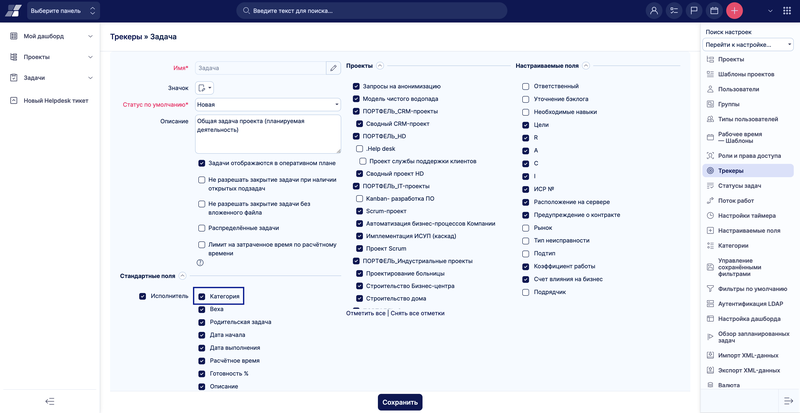 Выберите панель
Введите текст для поиска...
Мой дашборд
Проекты
Задачи
Новый Helpdesk тикет
Трекеры » Задача
Имя*
Задача
Значок
Статус по умолчанию*
Новая
Описание
Общая задача проекта (планируемая
деятельность)
Задачи отображаются в оперативном плане
Не разрешать закрытие задачи при наличии
открытых подзадач
Не разрешать закрытие задачи без
вложенного файла
Распределённые задачи
Лимит на затраченное время по расчётному
времени
Стандартные поля
Исполнитель
Категория
Веха
Родительская задача
Дата начала
Дата выполнения
Расчётное время
Готовность %
Описание
Проекты
Запросы на анонимизацию
Модель чистого водопада
ПОРТФЕЛЬ_CRM-проекты
Сводный CRM-проект
ПОРТФЕЛЬ_HD
.Help desk
Проект службы поддержки клиентов
Сводный проект HD
ПОРТФЕЛЬ_IT-проекты
Kanban- разработка ПО
Scrum-проект
Автоматизация бизнес-процессов Компании
Имплементация ИСУП (каскад)
Проект Scrum
ПОРТФЕЛЬ_Индустриальные проекты
Проектирование больницы
Строительство Бизнес-центра
Строительство дома
Отметить все | Снять все отметки
Настраиваемые поля
Ответственный
Уточнение бэклога
Необходимые навыки
Цели
R
A
C
I
ИСР №
Расположение на сервере
Предупреждение о контракте
Рынок
Тип неисправности
Подтип
Коэффициент работы
Счет влияния на бизнес
Подрядчик
Сохранить
Поиск настроек
Перейти к настройке...
Проекты
Шаблоны проектов
Пользователи
Группы
Типы пользователей
Рабочее время
— Шаблоны
Роли и права доступа
Трекеры
Статусы задач
Поток работ
Настройки таймера
Настраиваемые поля
Категории
Управление
сохранёнными
фильтрами
Фильтры по умолчанию
Аутентификация LDAP
Настройка дашборда
Обзор запланированных
задач
Импорт XML-данных
Экспорт XML-данных
Валюта